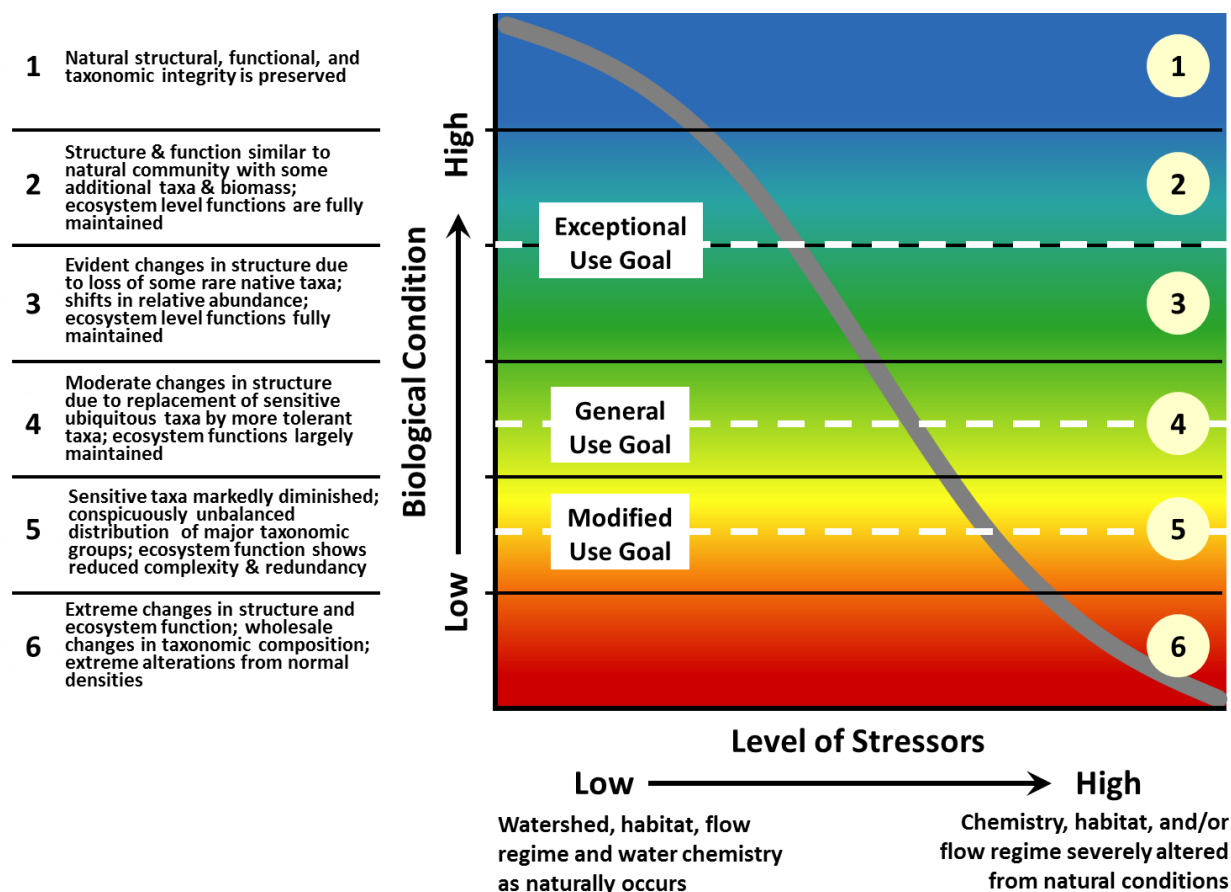 1
Natural structural, functional, and
taxonomic integrity is preserved
2
Structure & function similar to
natural community with some
additional taxa & biomass;
ecosystem level functions are fully
maintained
3
Evident changes in structure due
to loss of some rare native taxa;
shifts in relative abundance;
ecosystem level functions fully
maintained
4
Moderate changes in structure
due to replacement of sensitive
ubiquitous taxa by more tolerant
taxa; ecosystem functions largely
maintained
5
Sensitive taxa markedly diminished;
conspicuously unbalanced
distribution of major taxonomic
groups; ecosystem function shows
reduced complexity & redundancy
6
Extreme changes in structure and
ecosystem function; wholesale
changes in taxonomic composition;
extreme alterations from normal
densities
High
Biological Condition
Low
Exceptional
Use Goal
General
Use Goal
Modified
Use Goal
1
2
3
4
5
6
Level of Stressors
Low
High
Watershed, habitat, flow
regime and water chemistry
as naturally occurs
Chemistry, habitat, and/or
flow regime severely altered
from natural conditions